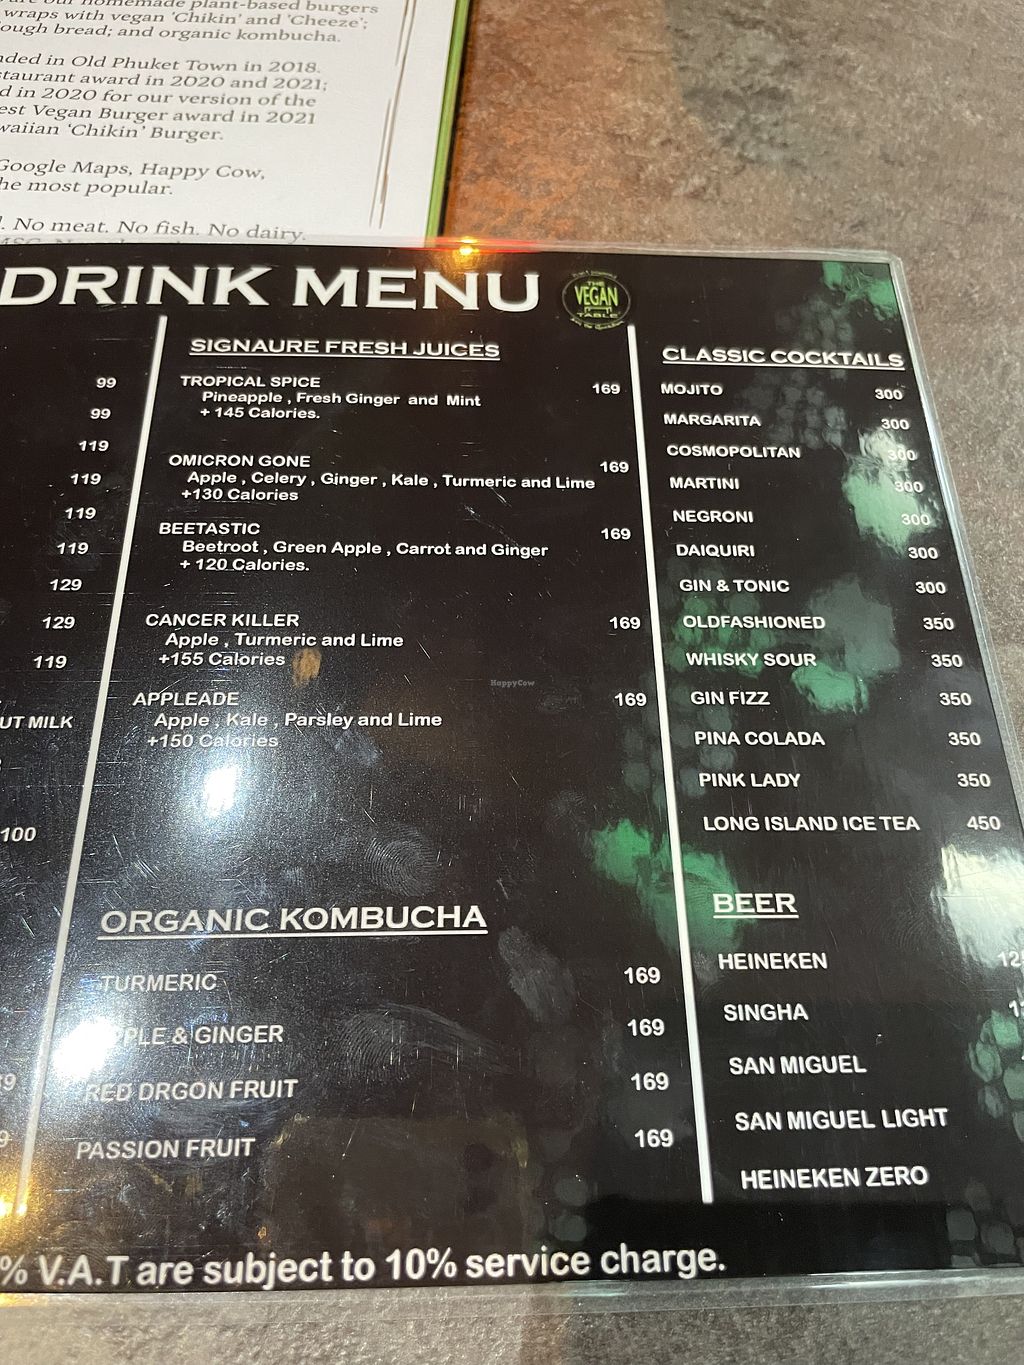 our homemade plant-based burgers
wraps with vegan 'Chikin' and 'Cheeze';
ough bread; and organic kombucha.
nded in Old Phuket Town in 2018.
staurant award in 2020 and 2021;
d in 2020 for our version of the
est Vegan Burger award in 2021
waiian 'Chikin' Burger.
Google Maps, Happy Cow,
he most popular.
. No meat. No fish. No dairy.
DRINK MENU
THE
VEGAN
TABLE
99
99
119
119
119
119
129
129
119
UT MILK
100
SIGNAURE FRESH JUICES
TROPICAL SPICE 169
Pineapple , Fresh Ginger and Mint
+ 145 Calories.
OMICRON GONE 169
Apple , Celery , Ginger , Kale , Turmeric and Lime
+130 Calories
BEETASTIC 169
Beetroot , Green Apple , Carrot and Ginger
+ 120 Calories.
CANCER KILLER 169
Apple , Turmeric and Lime
+155 Calories
APPLEADE 169
Apple , Kale , Parsley and Lime
+150 Calories
HappyCow
ORGANIC KOMBUCHA
TURMERIC 169
PLE & GINGER 169
RED DRGON FRUIT 169
PASSION FRUIT 169
CLASSIC COCKTAILS
MOJITO 300
MARGARITA 300
COSMOPOLITAN 300
MARTINI 300
NEGRONI 300
DAIQUIRI 300
GIN & TONIC 300
OLDFASHIONED 350
WHISKY SOUR 350
GIN FIZZ 350
PINA COLADA 350
PINK LADY 350
LONG ISLAND ICE TEA 450
BEER
HEINEKEN 12
SINGHA
SAN MIGUEL
SAN MIGUEL LIGHT
HEINEKEN ZERO
% V.A.T are subject to 10% service charge.